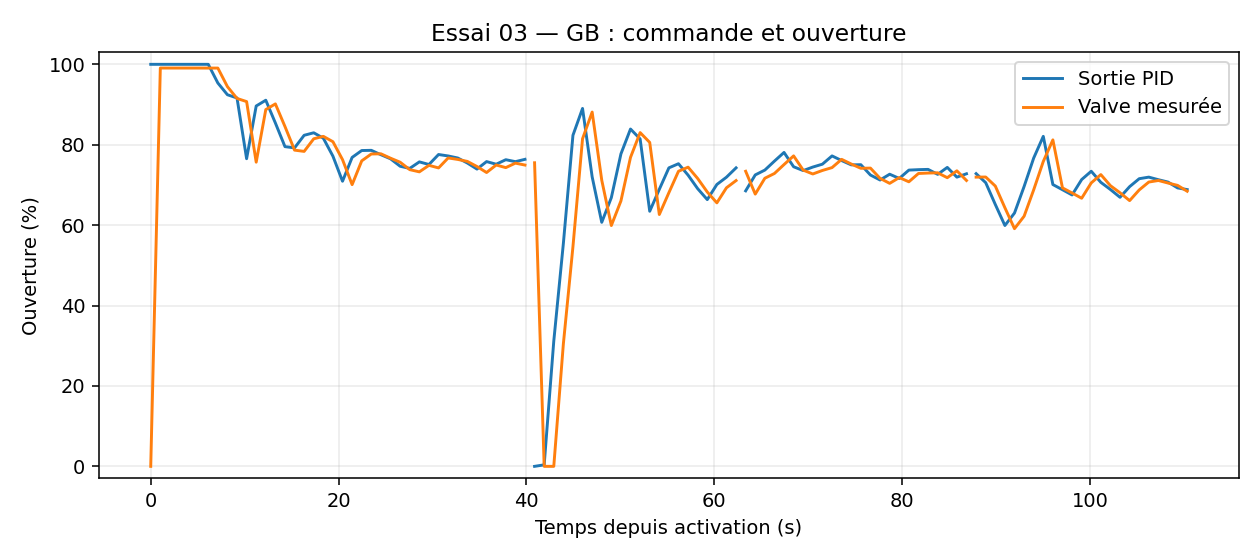 Essai 03 — GB : commande et ouverture
Sortie PID
Valve mesurée
Ouverture (%)
100
80
60
40
20
0
0 20 40 60 80 100
Temps depuis activation (s)